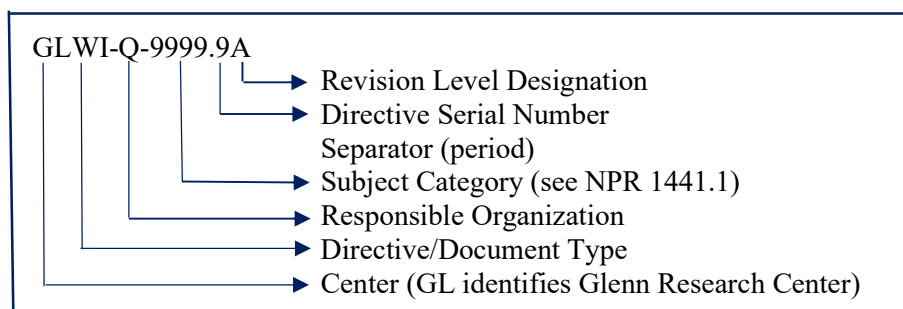 GLWI-Q-9999.9A
Revision Level Designation
Directive Serial Number
Separator (period)
Subject Category (see NPR 1441.1)
Responsible Organization
Directive/Document Type
Center (GL identifies Glenn Research Center)